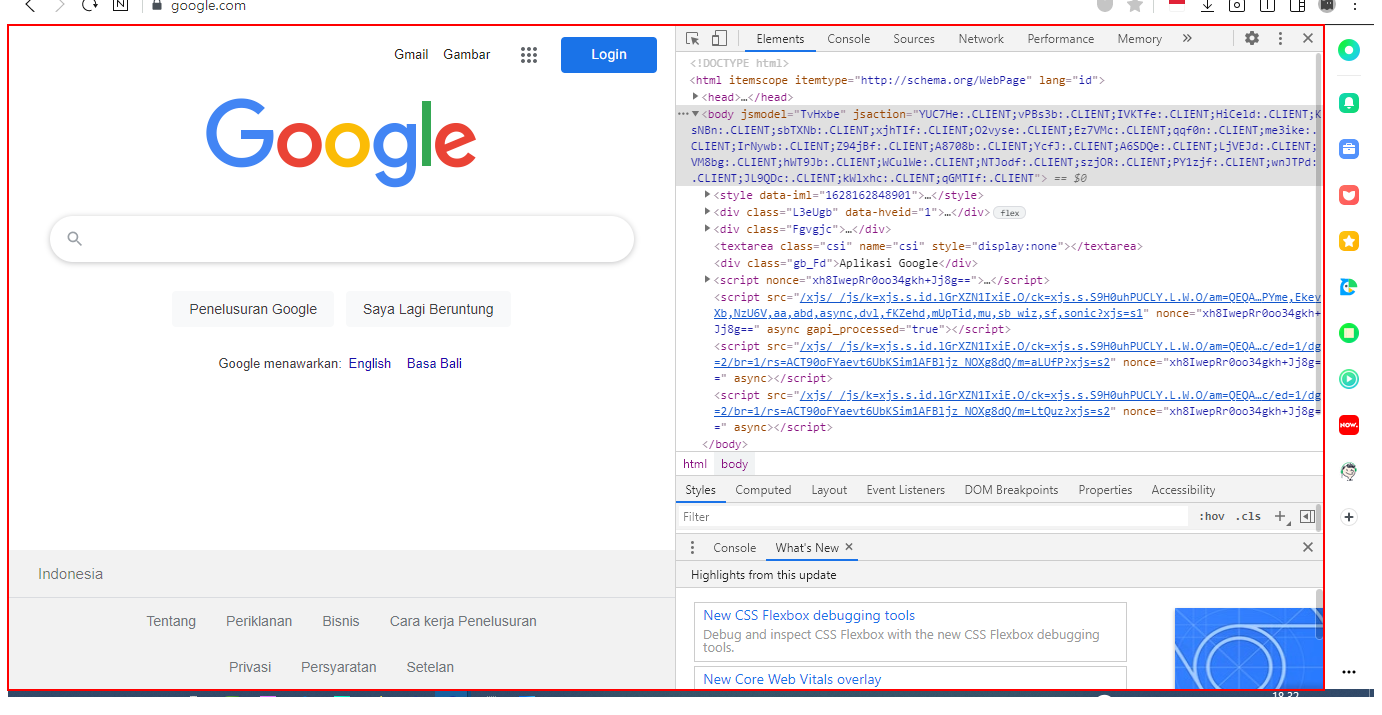 google.com
Gmail Gambar Login
Google
Penelusuran Google Saya Lagi Beruntung
Google menawarkan: English Basa Bali
Indonesia
Tentang Periklanan Bisnis Cara kerja Penelusuran
Privasi Persyaratan Setelan
Elements Console Sources Network Performance Memory »
<!DOCTYPE html>
<html itemscope itemtype="http://schema.org/WebPage" lang="id">
<head>…</head>
<body jsmodel="TvHxbe" jsaction="YUC7He:.CLIENT;vPBs3b:.CLIENT;IVKTfe:.CLIENT;HiCeld:.CLIENT;K
sNBn:.CLIENT;sbTXNb:.CLIENT;xjhTIf:.CLIENT;O2vyse:.CLIENT;Ez7VMc:.CLIENT;qqf0n:.CLIENT;me3ike:.
CLIENT;IrNywb:.CLIENT;Z94jBf:.CLIENT;A8708b:.CLIENT;YcfJ:.CLIENT;A6SDQe:.CLIENT;LjVEJd:.CLIENT;
VM8bg:.CLIENT;hWT9Jb:.CLIENT;WCulWe:.CLIENT;NTJodf:.CLIENT;szjOR:.CLIENT;PY1zjf:.CLIENT;wnJTPd:
.CLIENT;JL9QDc:.CLIENT;kWlxhc:.CLIENT;qGMTIf:.CLIENT"> == $0
<style data-iml="1628162848901">…</style>
<div class="L3eUgb" data-hveid="1">…</div> flex
<div class="Fgvgjc">…</div>
<textarea class="csi" name="csi" style="display:none"></textarea>
<div class="gb_Fd">Aplikasi Google</div>
<script nonce="xh8IwepRr0oo34gkh+Jj8g==">…</script>
<script src="/xjs/_/js/k=xjs.s.id.lGrXZN1IxiE.O/ck=xjs.s.S9H0uhPUCLY.L.W.O/am=QEQA…PYme,Ekev
Xb,NzU6V,aa,abd,async,dvl,fKZehd,mUpTid,mu,sb_wiz,sf,sonic?xjs=s1" nonce="xh8IwepRr0oo34gkh+
Jj8g==" async gapi_processed="true"></script>
<script src="/xjs/_/js/k=xjs.s.id.lGrXZN1IxiE.O/ck=xjs.s.S9H0uhPUCLY.L.W.O/am=QEQA…c/ed=1/dg
=2/br=1/rs=ACT90oFYaevt6UbKSim1AFBljz_NOXg8dQ/m=aLUfP?xjs=s2" nonce="xh8IwepRr0oo34gkh+Jj8g=
=" async></script>
<script src="/xjs/_/js/k=xjs.s.id.lGrXZN1IxiE.O/ck=xjs.s.S9H0uhPUCLY.L.W.O/am=QEQA…c/ed=1/dg
=2/br=1/rs=ACT90oFYaevt6UbKSim1AFBljz_NOXg8dQ/m=LtQuz?xjs=s2" nonce="xh8IwepRr0oo34gkh+Jj8g=
=" async></script>
</body>
html body
Styles Computed Layout Event Listeners DOM Breakpoints Properties Accessibility
Filter :hov .cls
Console What's New
Highlights from this update
New CSS Flexbox debugging tools
Debug and inspect CSS Flexbox with the new CSS Flexbox debugging
tools.
New Core Web Vitals overlay
NOW.
18.32